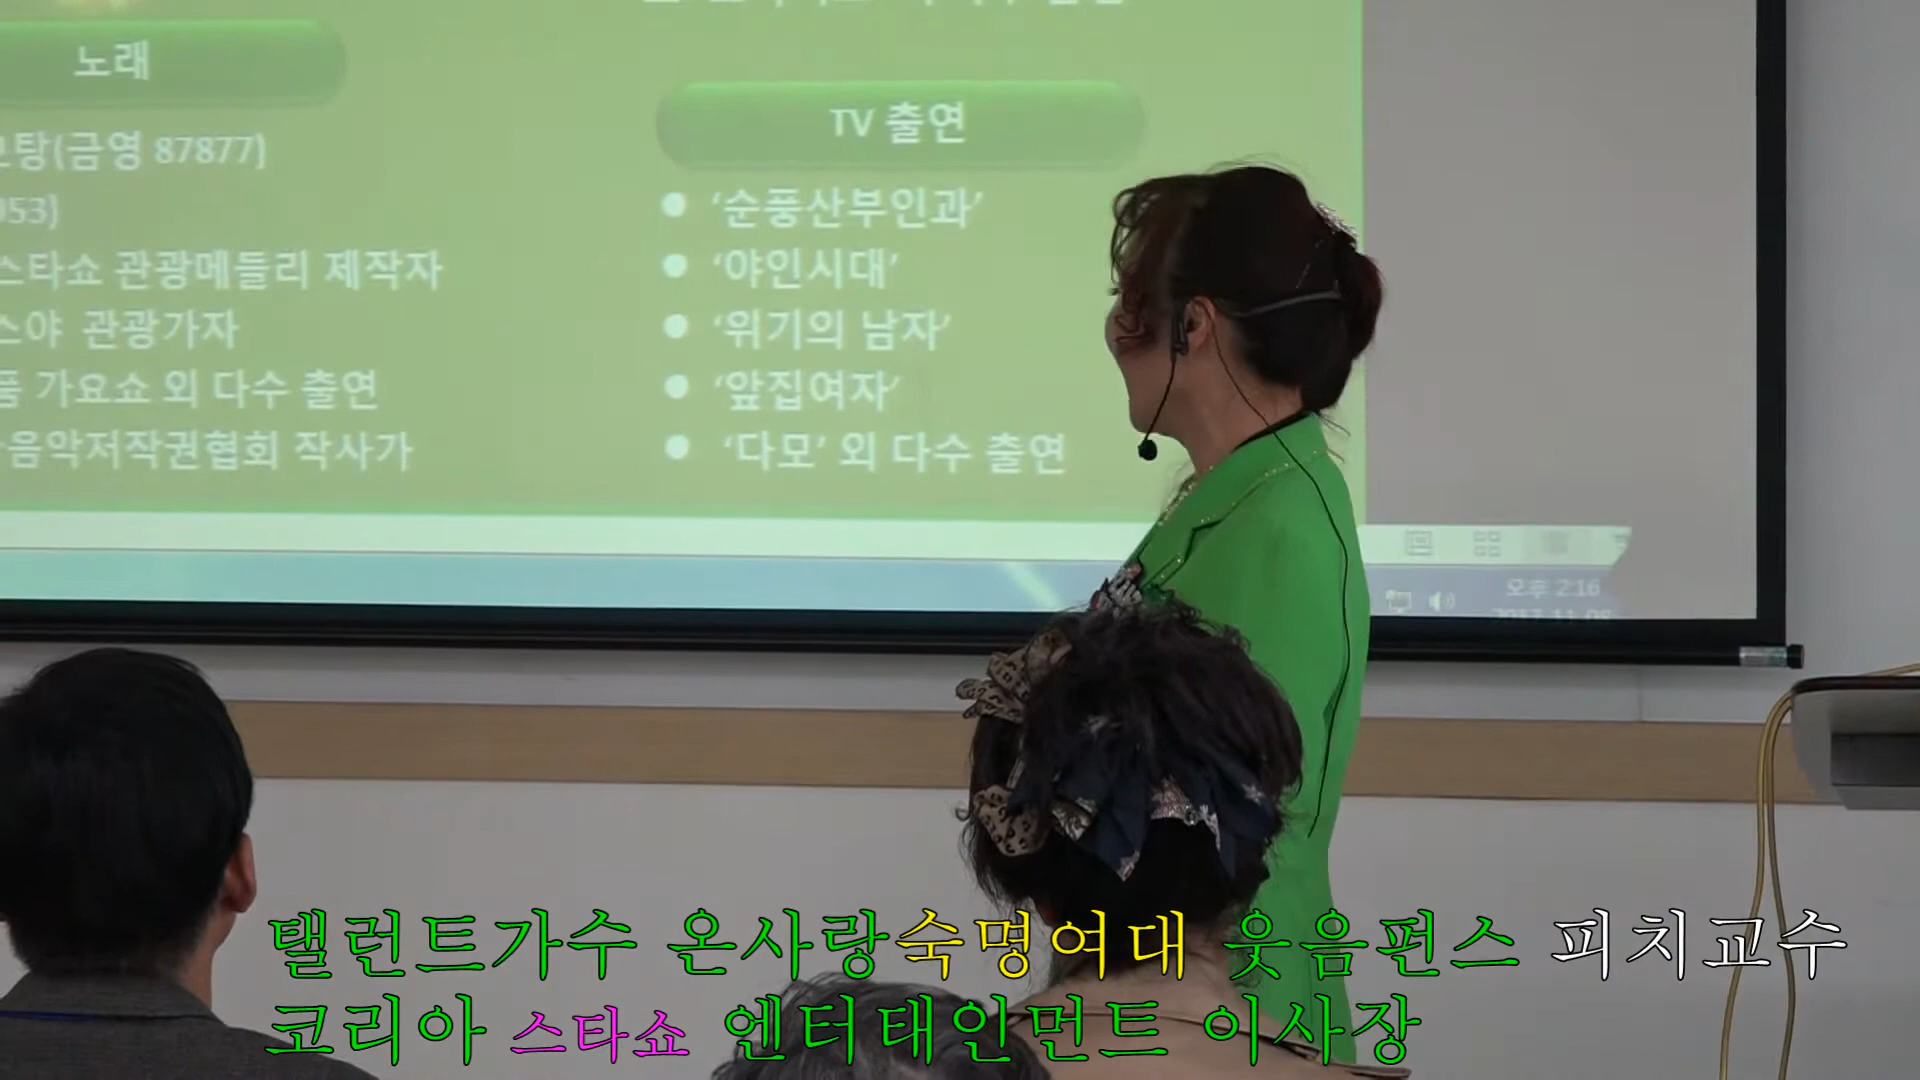 노래
탕(금영 87877)
953)
스타쇼 관광메들리 제작자
스야 관광가자
품 가요쇼 외 다수 출연
음악저작권협회 작사가
TV 출연
● ‘순풍산부인과’
● ‘야인시대’
● ‘위기의 남자’
● ‘앞집여자’
● ‘다모’ 외 다수 출연
오후 2:16
탤런트가수 온사랑숙명여대 웃음펀스 피치교수
코리아 스타쇼 엔터태인먼트 이사장